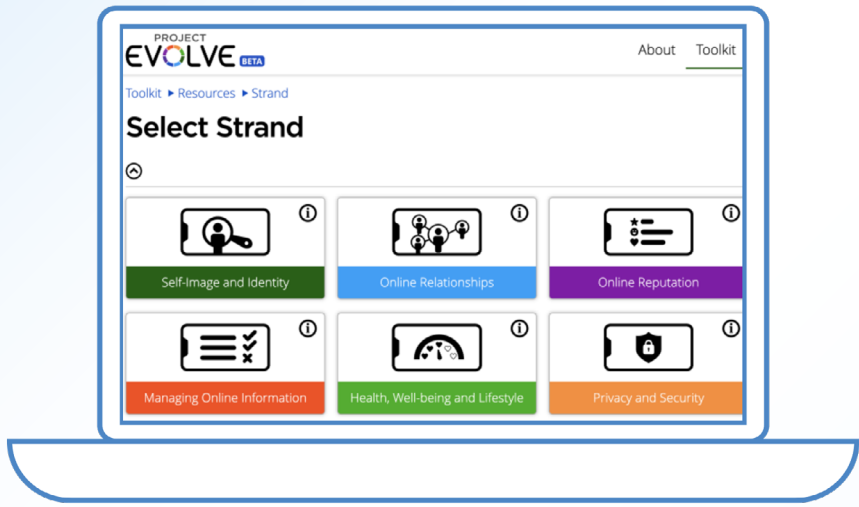 PROJECT
EVOLVE BETA
About Toolkit
Toolkit ▶ Resources ▶ Strand
Select Strand
Self-Image and Identity
Online Relationships
Online Reputation
Managing Online Information
Health, Well-being and Lifestyle
Privacy and Security